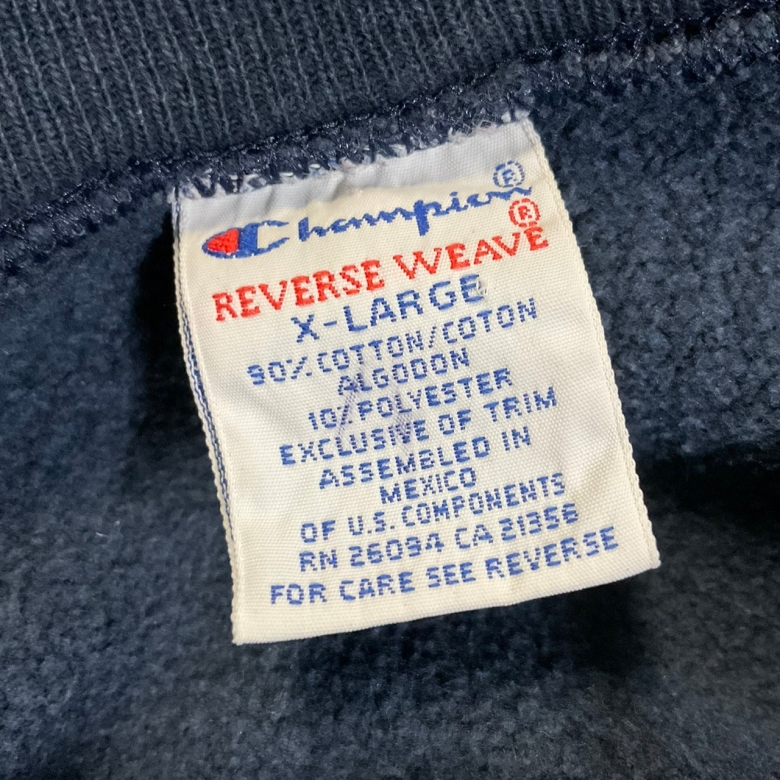 Champion®
REVERSE WEAVE®
X-LARGE
90% COTTON/COTON
ALGODON
10% POLYESTER
EXCLUSIVE OF TRIM
ASSEMBLED IN
MEXICO
OF U.S. COMPONENTS
RN 26094 CA 21356
FOR CARE SEE REVERSE